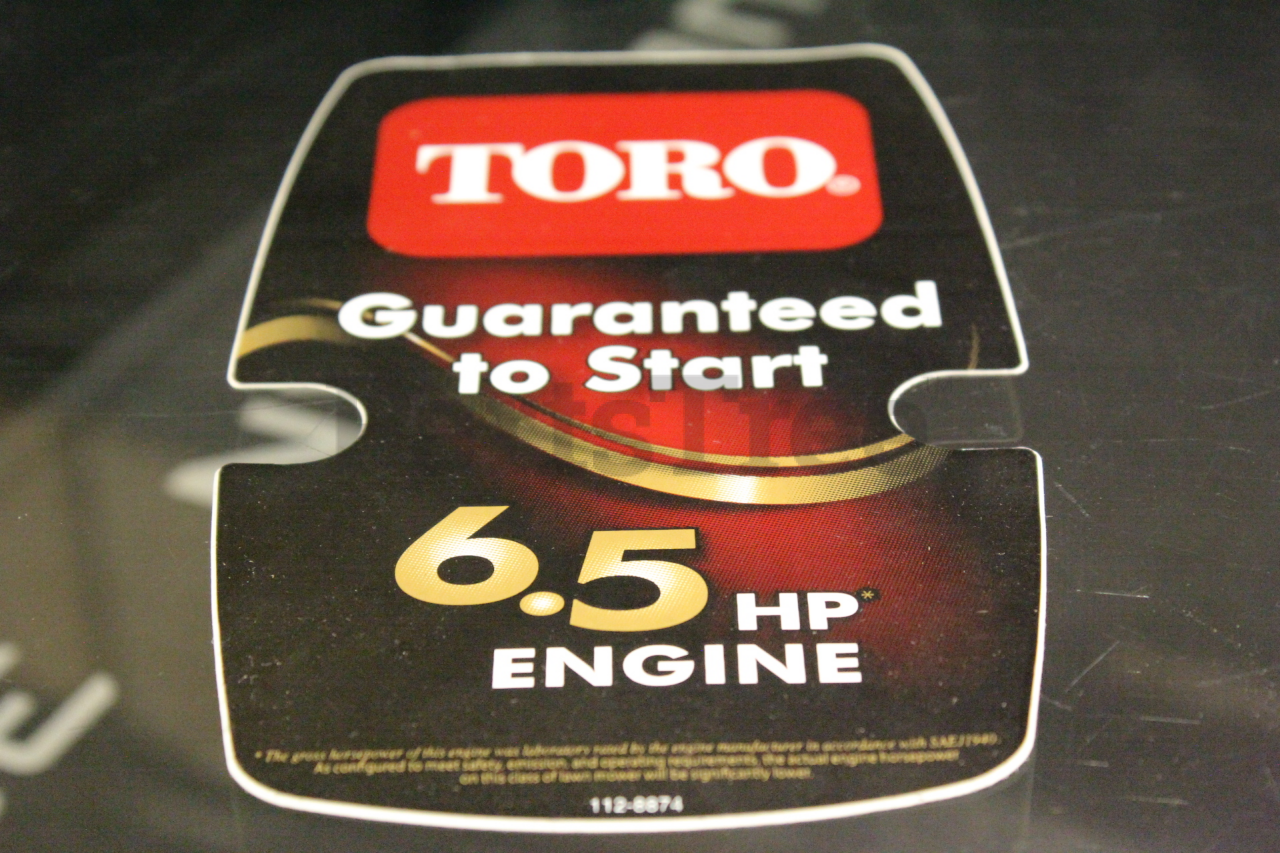 TORO®
Guaranteed
to Start
6.5 HP*
ENGINE
* The gross horsepower of this engine was laboratory rated by the engine manufacturer in accordance with SAE J1940.
As configured to meet safety, emission, and operating requirements, the actual engine horsepower
on this class of lawn mower will be significantly lower.
112-8874